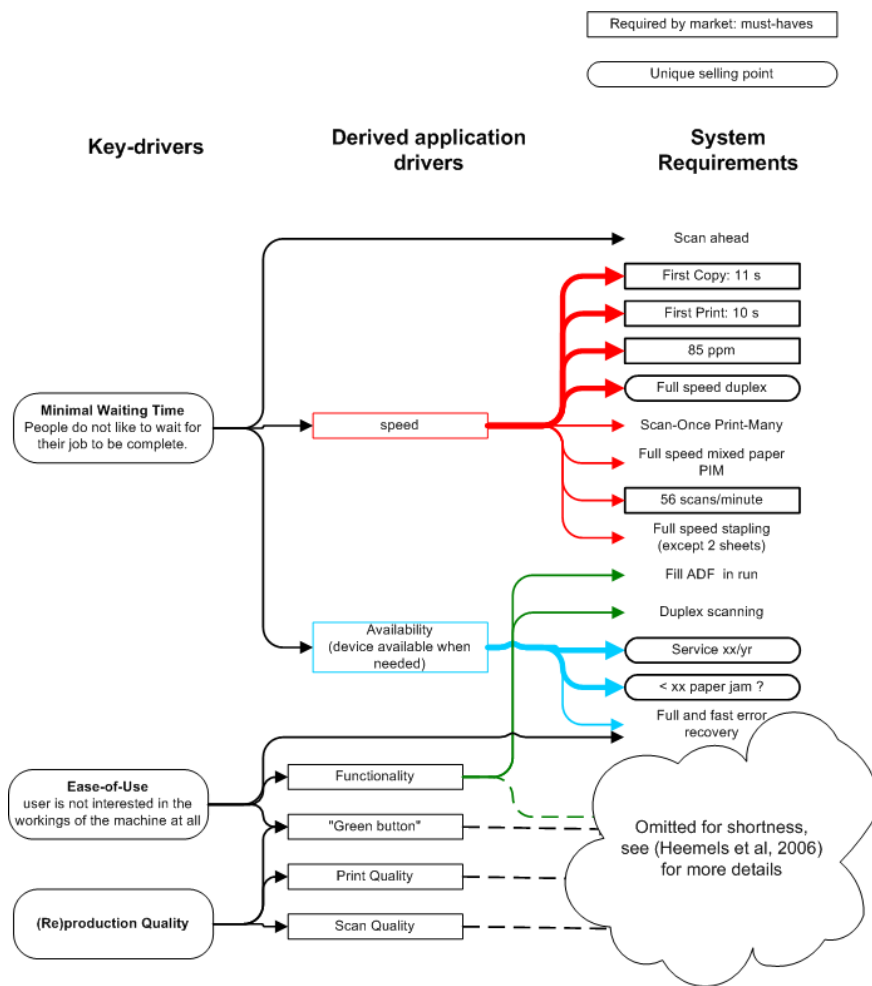 Required by market: must-haves
Unique selling point
Key-drivers
Derived application
drivers
System
Requirements
Scan ahead
First Copy: 11 s
First Print: 10 s
85 ppm
Full speed duplex
Minimal Waiting Time
People do not like to wait for
their job to be complete.
speed
Scan-Once Print-Many
Full speed mixed paper
PIM
56 scans/minute
Full speed stapling
(except 2 sheets)
Fill ADF in run
Duplex scanning
Availability
(device available when
needed)
Service xx/yr
< xx paper jam ?
Full and fast error
recovery
Ease-of-Use
user is not interested in the
workings of the machine at all
Functionality
"Green button"
Omitted for shortness,
see (Heemels et al, 2006)
for more details
(Re)production Quality
Print Quality
Scan Quality